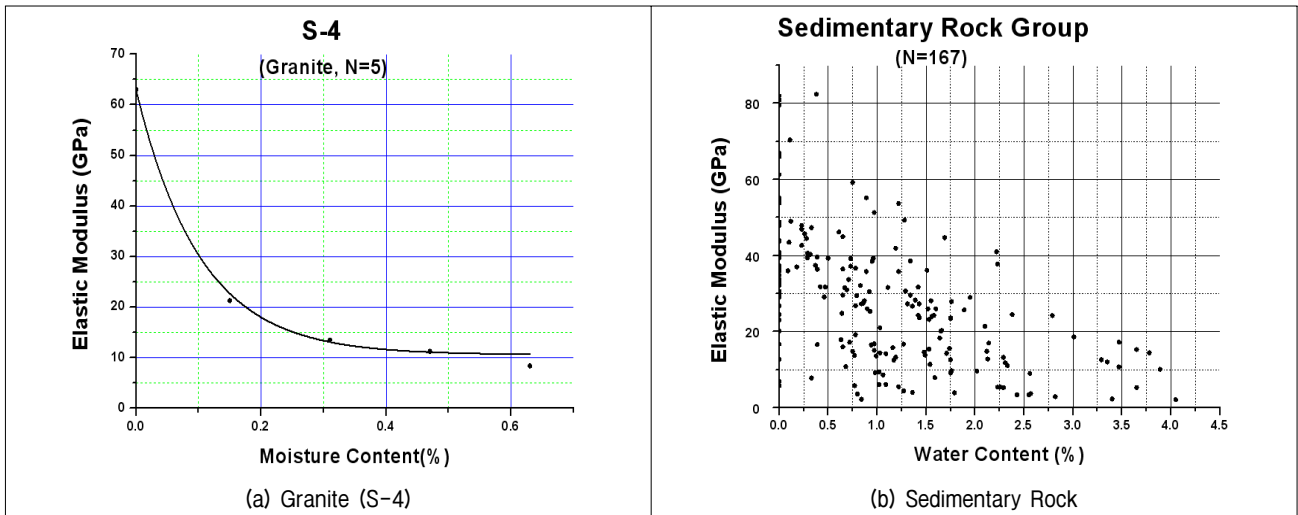 S-4
(Granite, N=5)
70
60
50
40
30
20
10
0
0.0 0.2 0.4 0.6
Elastic Modulus (GPa)
Moisture Content(%)
(a) Granite (S-4)
Sedimentary Rock Group
(N=167)
80
60
40
20
0
0.0 0.5 1.0 1.5 2.0 2.5 3.0 3.5 4.0 4.5
Elastic Modulus (GPa)
Water Content (%)
(b) Sedimentary Rock